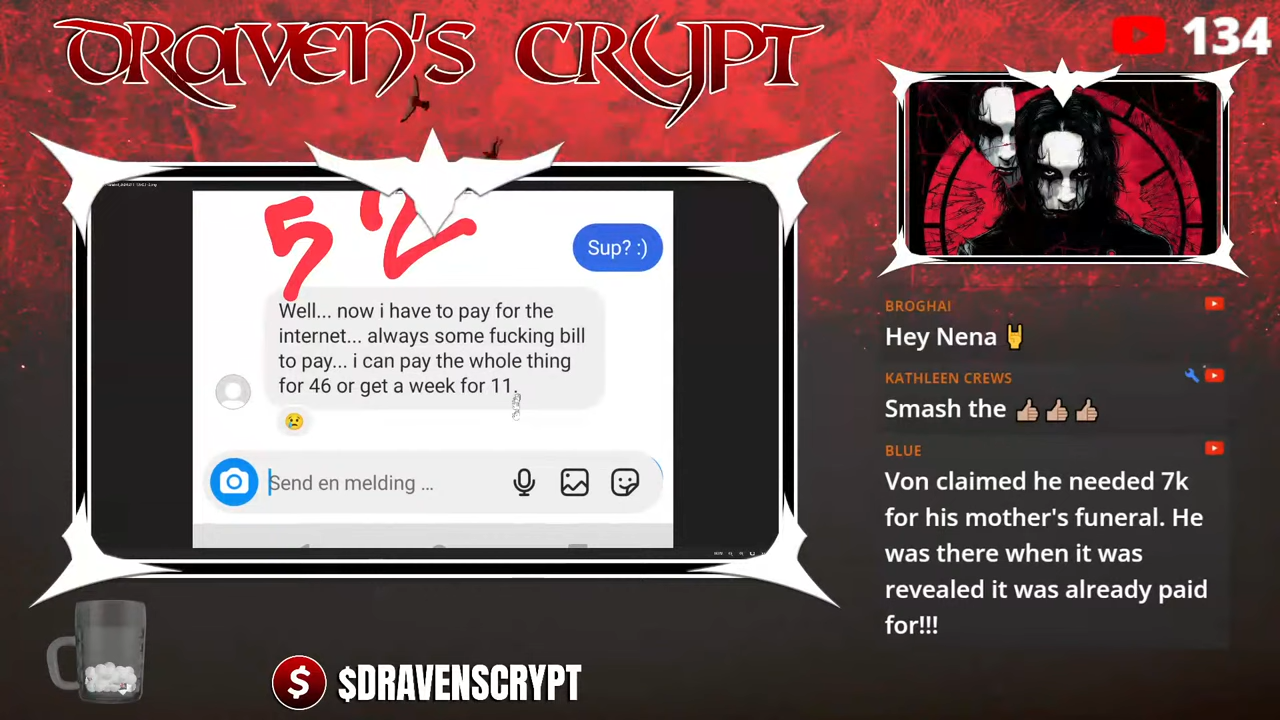 DRAVEN'S CRYPT
134
52
Sup? :)
Well... now i have to pay for the
internet... always some fucking bill
to pay... i can pay the whole thing
for 46 or get a week for 11.
Send en melding ...
BROGHAI
Hey Nena 🤘
KATHLEEN CREWS
Smash the 👍🏼👍🏼👍🏼
BLUE
Von claimed he needed 7k
for his mother's funeral. He
was there when it was
revealed it was already paid
for!!!
$ $DRAVENSCRYPT